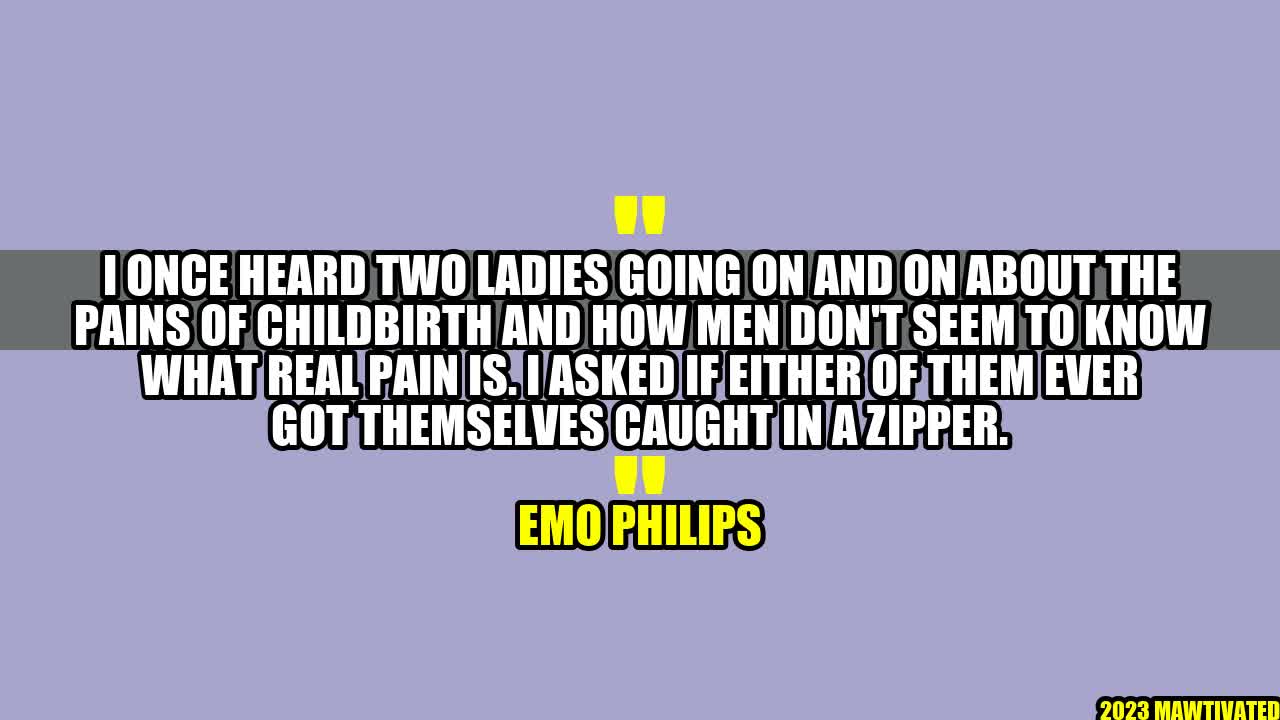 "
I ONCE HEARD TWO LADIES GOING ON AND ON ABOUT THE
PAINS OF CHILDBIRTH AND HOW MEN DON'T SEEM TO KNOW
WHAT REAL PAIN IS. I ASKED IF EITHER OF THEM EVER
GOT THEMSELVES CAUGHT IN A ZIPPER.
"
EMO PHILIPS
2023 MAWTIVATED